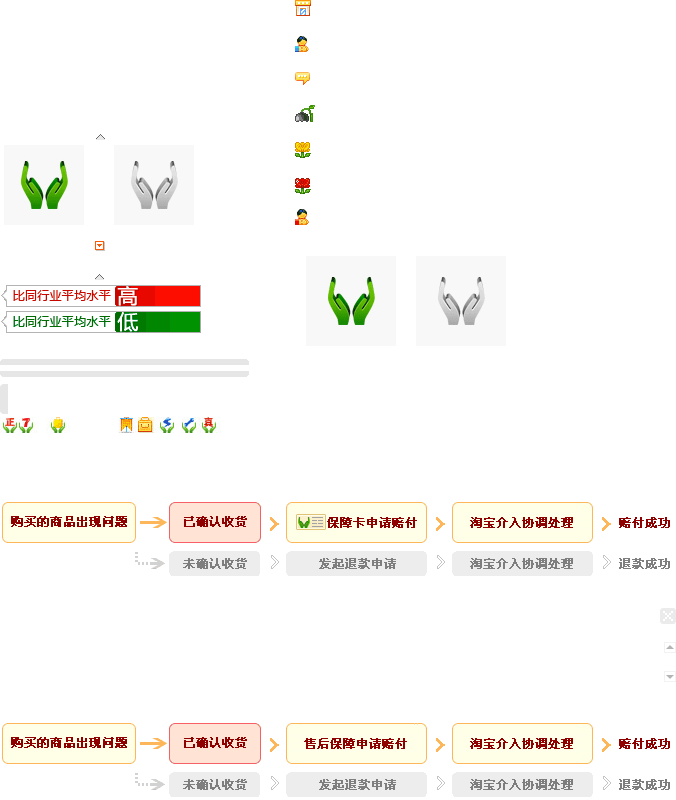 比同行业平均水平 高
比同行业平均水平 低
正 7 真
购买的商品出现问题 已确认收货 保障卡申请赔付 淘宝介入协调处理 赔付成功
未确认收货 发起退款申请 淘宝介入协调处理 退款成功
购买的商品出现问题 已确认收货 售后保障申请赔付 淘宝介入协调处理 赔付成功
未确认收货 发起退款申请 淘宝介入协调处理 退款成功